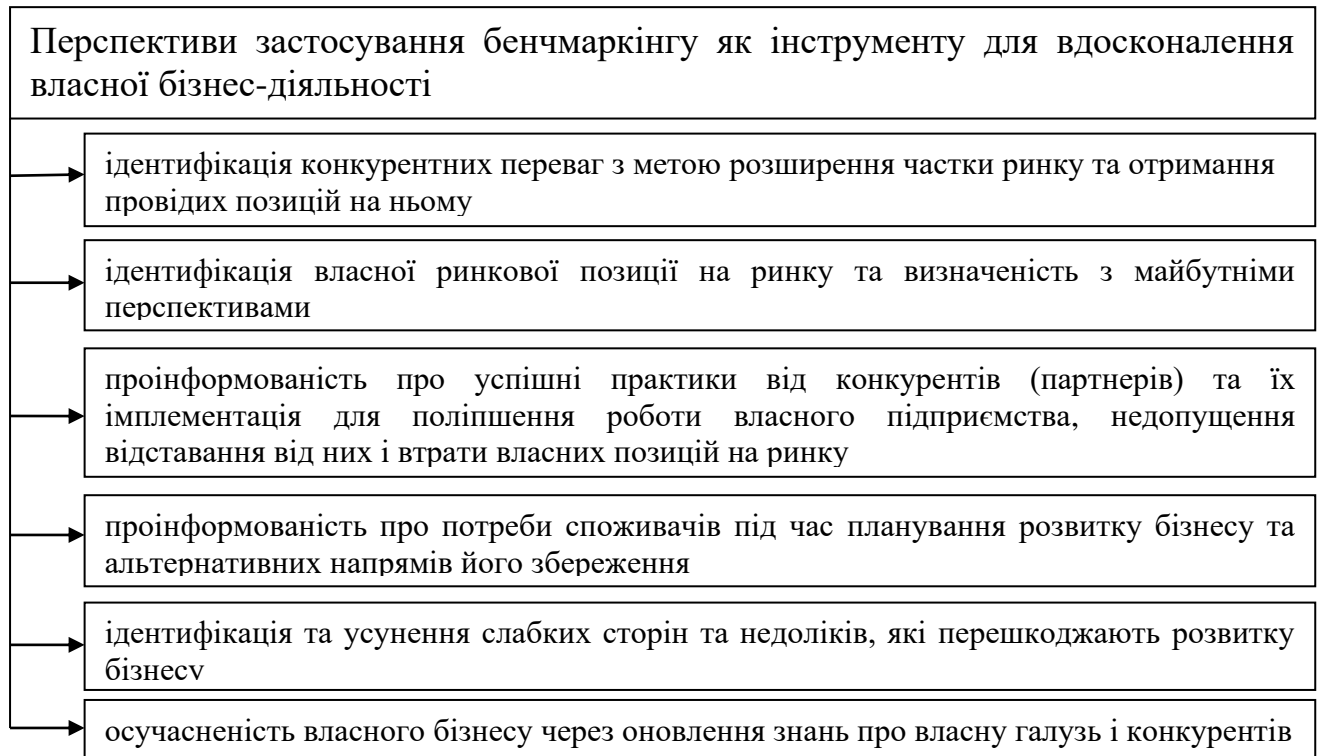 Перспективи застосування бенчмаркінгу як інструменту для вдосконалення
власної бізнес-діяльності
ідентифікація конкурентних переваг з метою розширення частки ринку та отримання
провідих позицій на ньому
ідентифікація власної ринкової позиції на ринку та визначеність з майбутніми
перспективами
проінформованість про успішні практики від конкурентів (партнерів) та їх
імплементація для поліпшення роботи власного підприємства, недопущення
відставання від них і втрати власних позицій на ринку
проінформованість про потреби споживачів під час планування розвитку бізнесу та
альтернативних напрямів його збереження
ідентифікація та усунення слабких сторін та недоліків, які перешкоджають розвитку
бізнесу
осучасненість власного бізнесу через оновлення знань про власну галузь і конкурентів